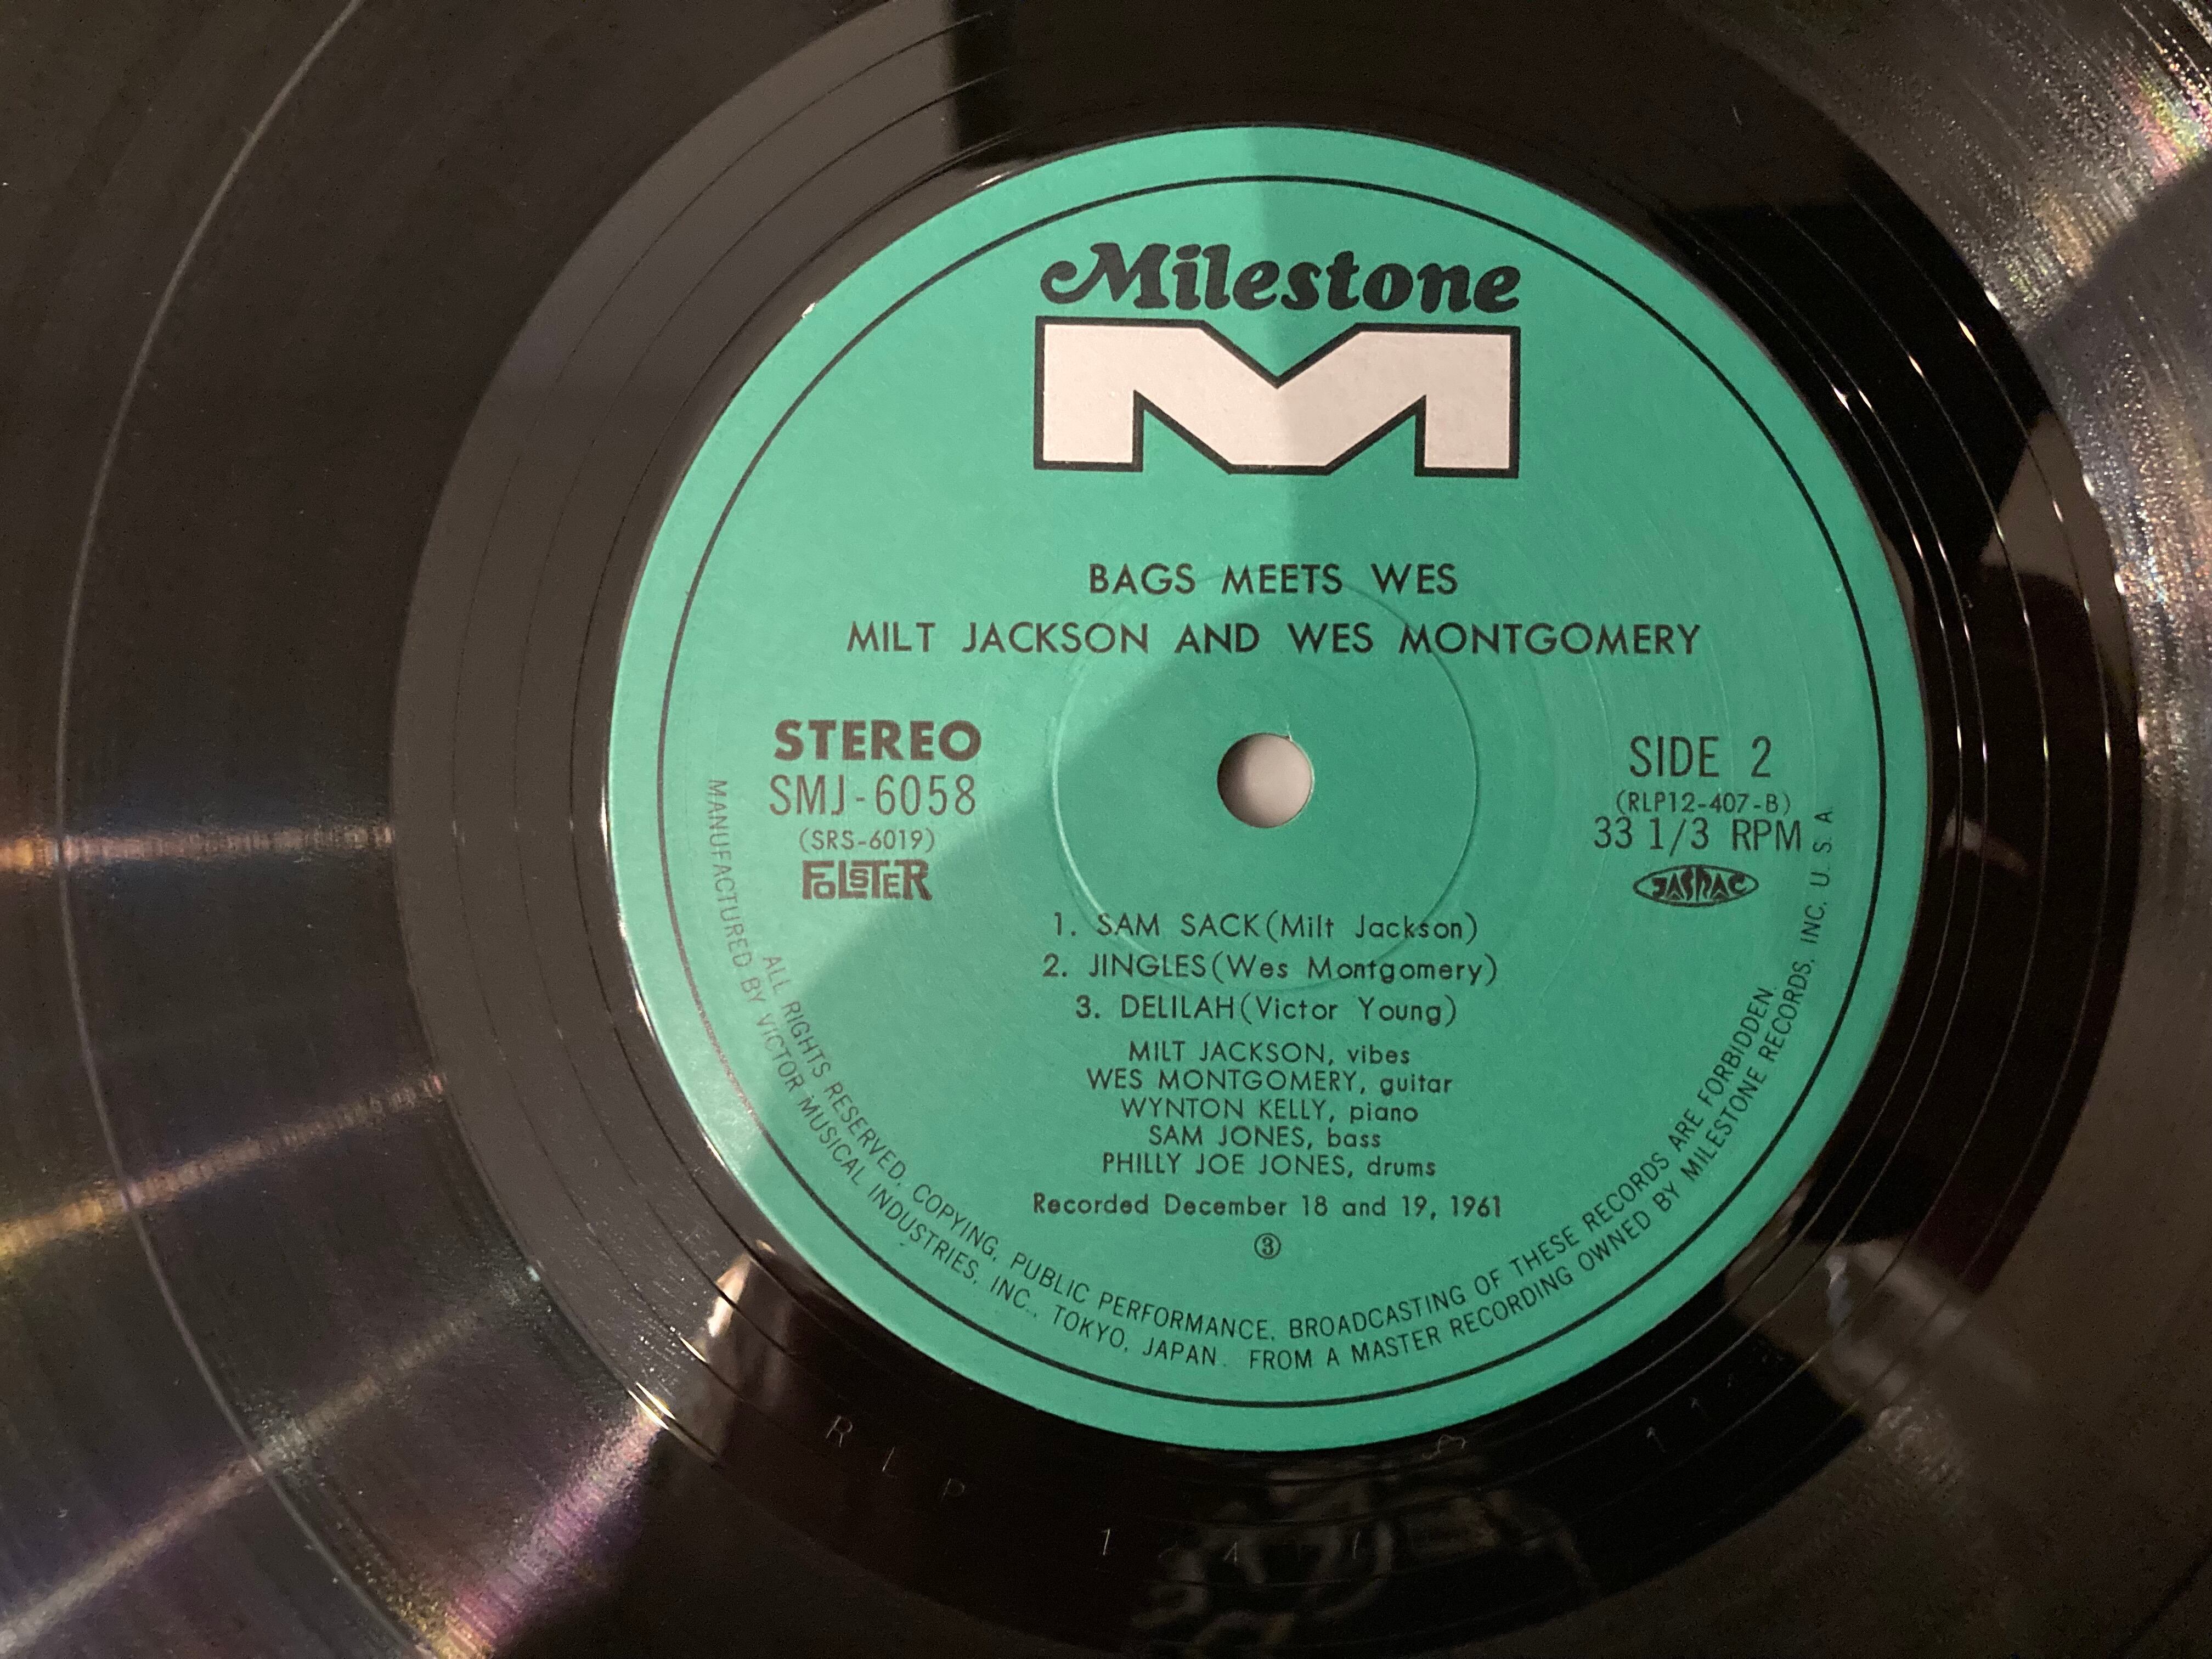 Milestone
M
BAGS MEETS WES
MILT JACKSON AND WES MONTGOMERY
STEREO
SMJ-6058
(SRS-6019)
FOLSTER
SIDE 2
(RLP12-407-B)
33 1/3 RPM
JASRAC
1. SAM SACK(Milt Jackson)
2. JINGLES(Wes Montgomery)
3. DELILAH(Victor Young)
MILT JACKSON, vibes
WES MONTGOMERY, guitar
WYNTON KELLY, piano
SAM JONES, bass
PHILLY JOE JONES, drums
Recorded December 18 and 19, 1961
③
ALL RIGHTS RESERVED. COPYING, PUBLIC PERFORMANCE, BROADCASTING OF THESE RECORDS ARE FORBIDDEN.
MANUFACTURED BY VICTOR MUSICAL INDUSTRIES, INC., TOKYO, JAPAN. FROM A MASTER RECORDING OWNED BY MILESTONE RECORDS, INC. U.S.A.
RLP